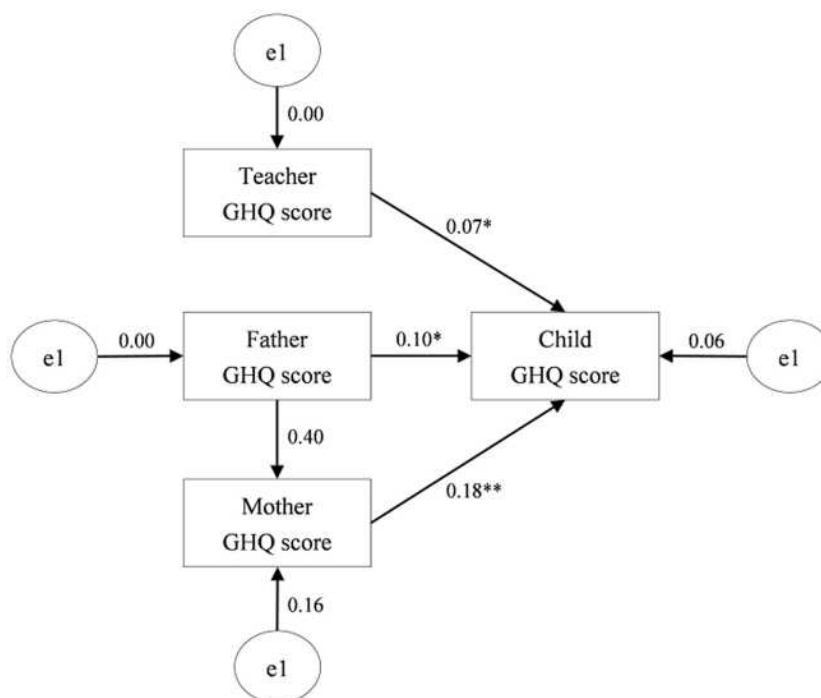 e1
0.00
Teacher
GHQ score
0.07*
e1
0.00
Father
GHQ score
0.10*
Child
GHQ score
0.06
e1
0.40
Mother
GHQ score
0.18**
0.16
e1